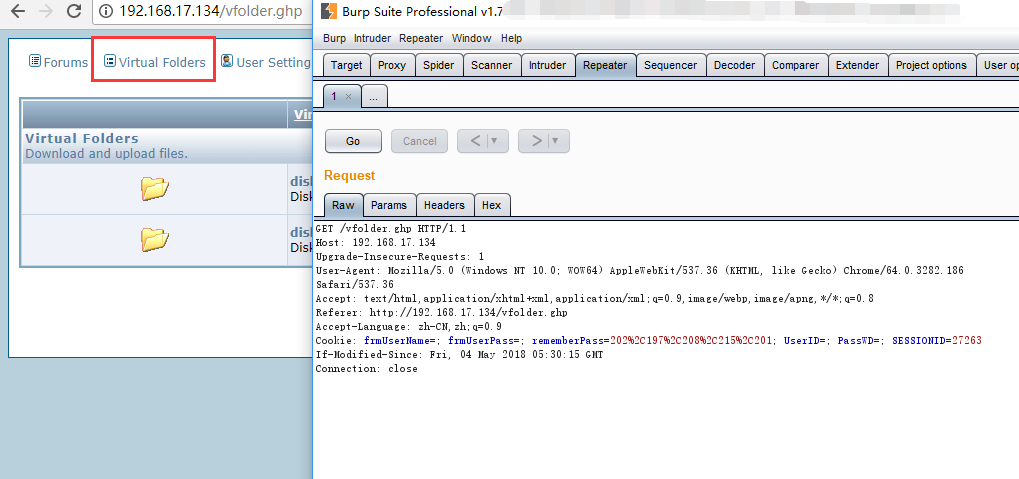 192.168.17.134/vfolder.ghp
Forums
Virtual Folders
User Setting
Virtual Folders
Download and upload files.
Burp Suite Professional v1.7
Burp Intruder Repeater Window Help
Target Proxy Spider Scanner Intruder Repeater Sequencer Decoder Comparer Extender Project options User op
1 × ...
Go Cancel < | ▼ > | ▼
Request
Raw Params Headers Hex
GET /vfolder.ghp HTTP/1.1
Host: 192.168.17.134
Upgrade-Insecure-Requests: 1
User-Agent: Mozilla/5.0 (Windows NT 10.0; WOW64) AppleWebKit/537.36 (KHTML, like Gecko) Chrome/64.0.3282.186
Safari/537.36
Accept: text/html,application/xhtml+xml,application/xml;q=0.9,image/webp,image/apng,*/*;q=0.8
Referer: http://192.168.17.134/vfolder.ghp
Accept-Language: zh-CN,zh;q=0.9
Cookie: frmUserName=; frmUserPass=; rememberPass=202%2C197%2C208%2C215%2C201; UserID=; PassWD=; SESSIONID=27263
If-Modified-Since: Fri, 04 May 2018 05:30:15 GMT
Connection: close